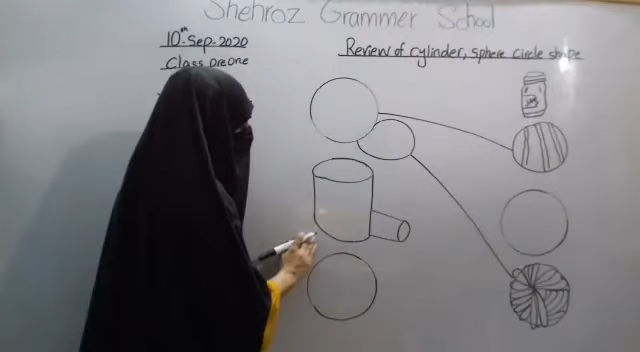 Shehroz Grammer School
10th-Sep-2020
Class PreOne
Review of cylinder, sphere circle shape